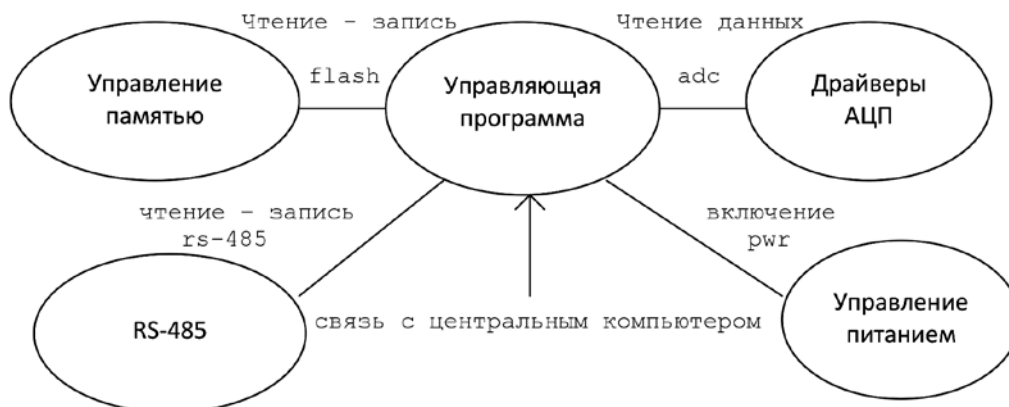 Чтение – запись
Чтение данных
Управление
памятью
flash
Управляющая
программа
adc
Драйверы
АЦП
чтение – запись
rs-485
включение
pwr
RS-485
связь с центральным компьютером
Управление
питанием